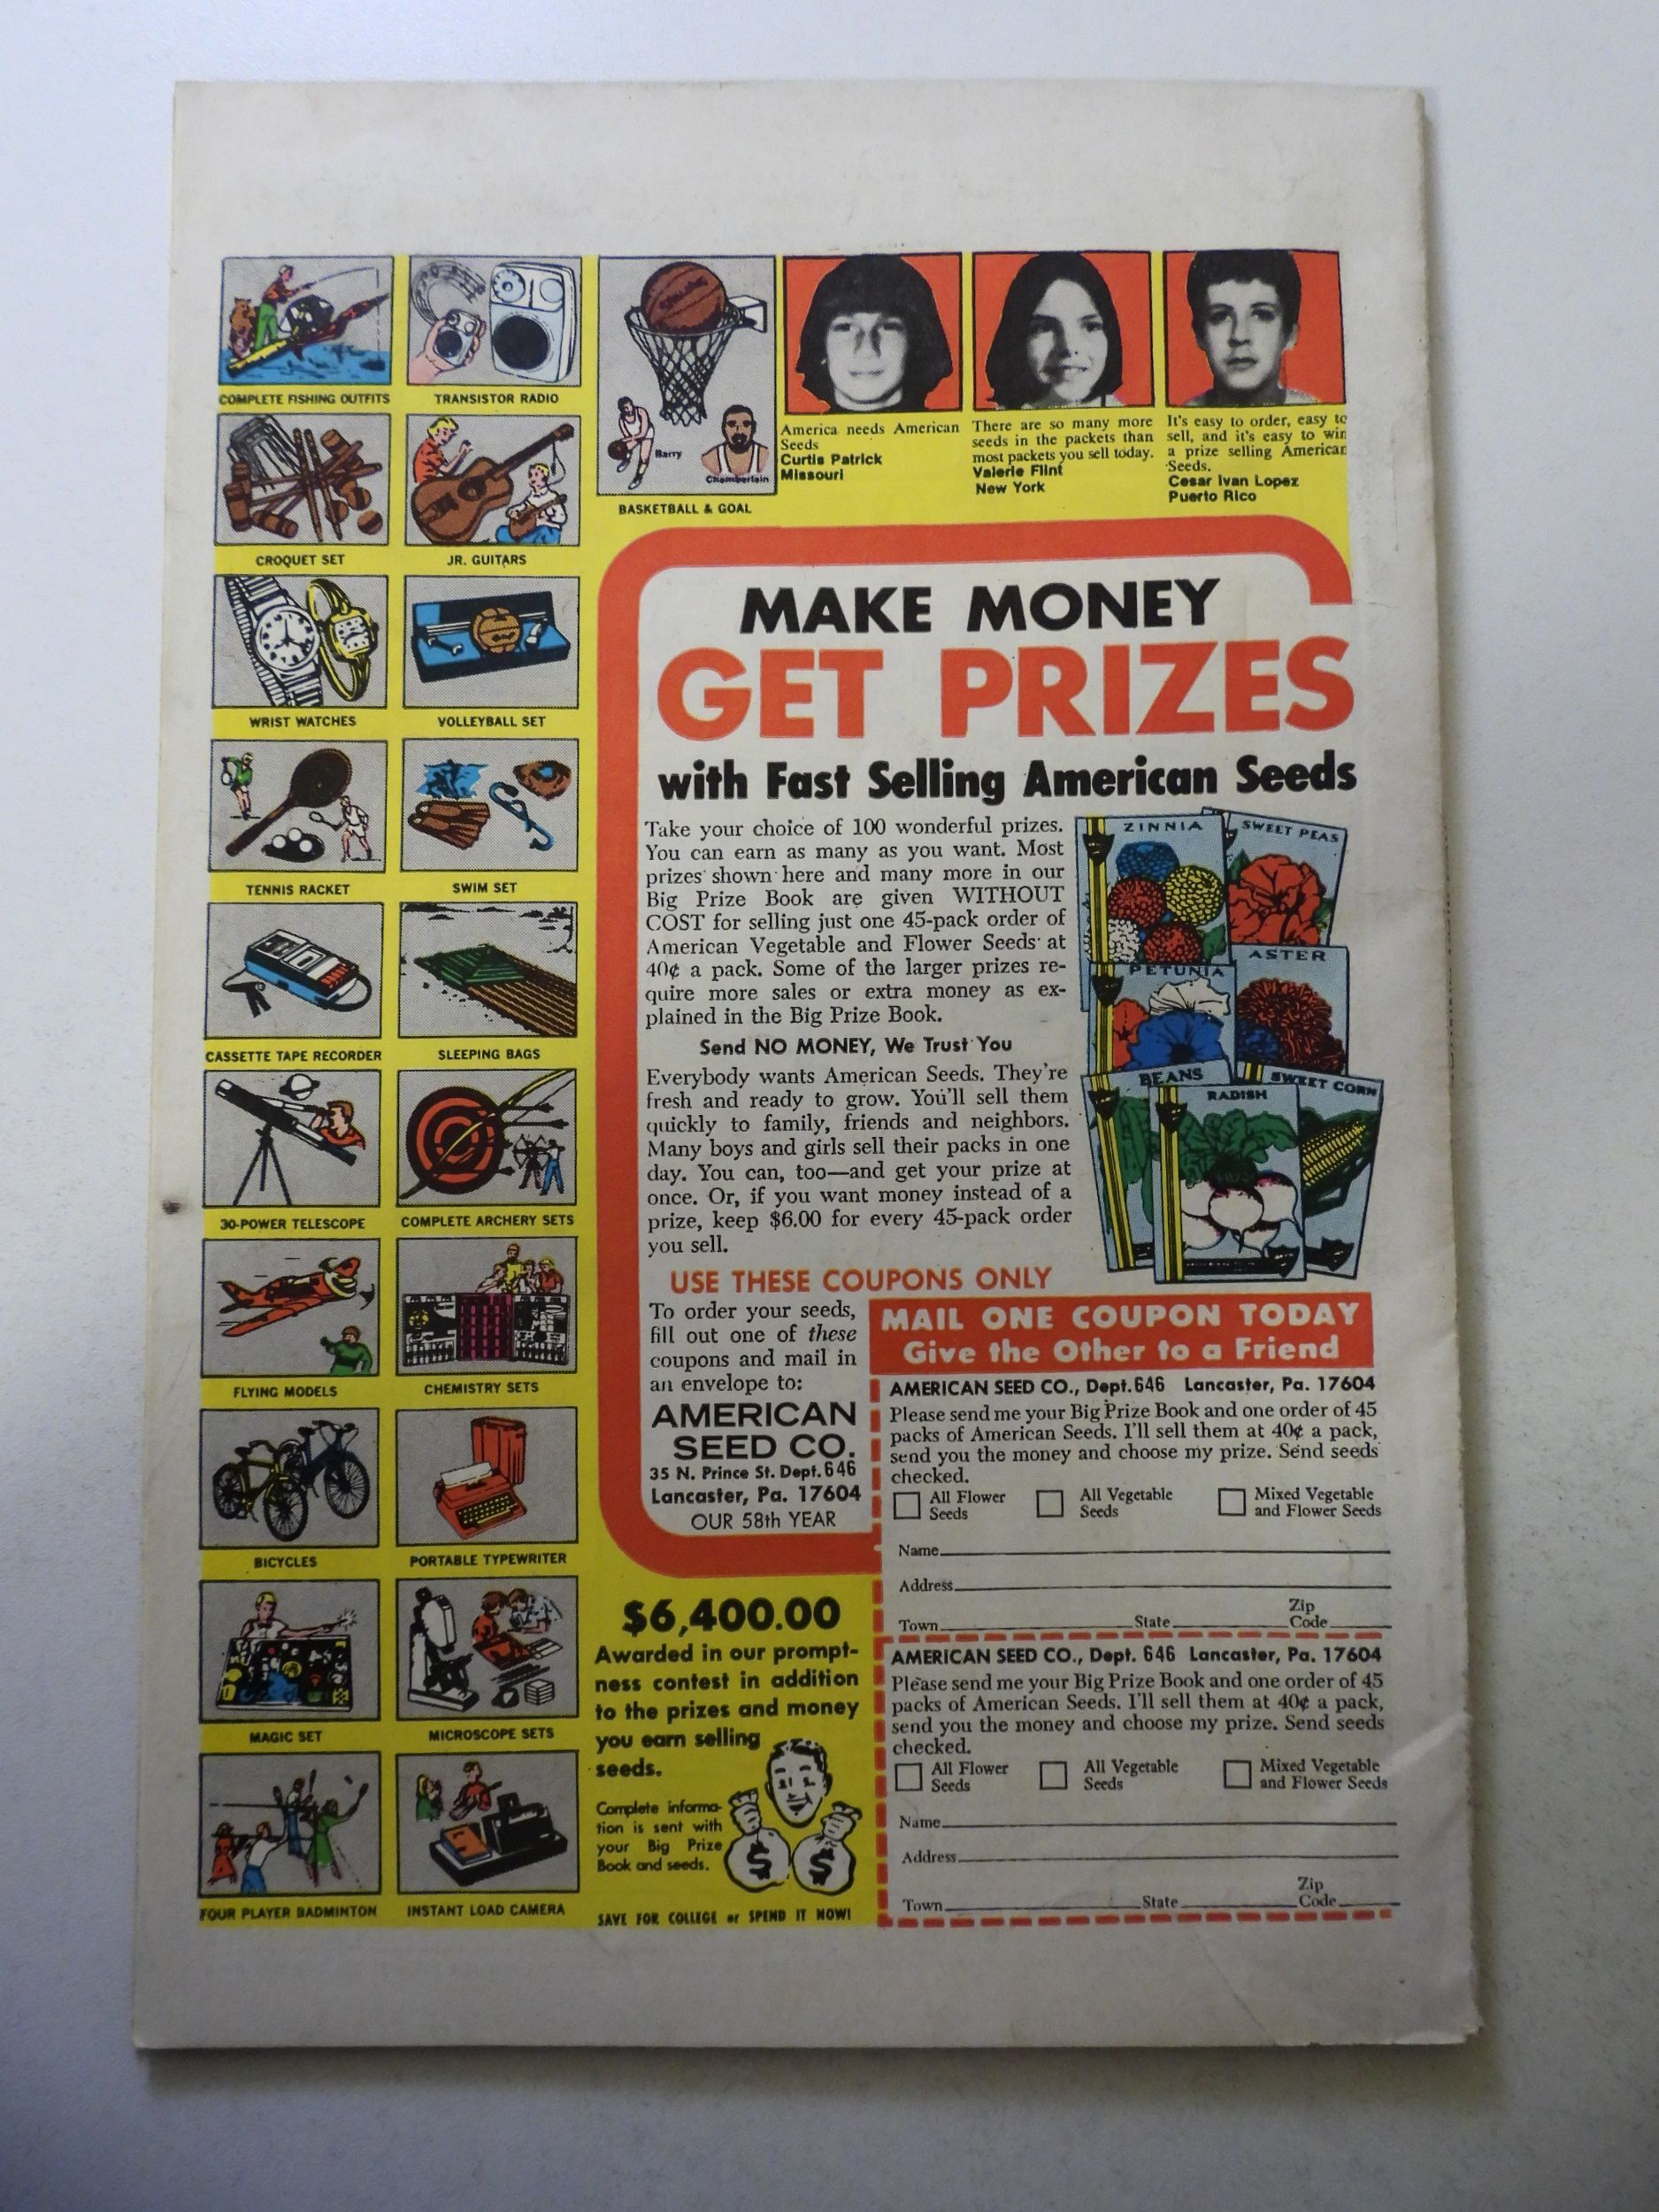 COMPLETE FISHING OUTFITS
TRANSISTOR RADIO
CROQUET SET
JR. GUITARS
WRIST WATCHES
VOLLEYBALL SET
TENNIS RACKET
SWIM SET
CASSETTE TAPE RECORDER
SLEEPING BAGS
30-POWER TELESCOPE
COMPLETE ARCHERY SETS
FLYING MODELS
CHEMISTRY SETS
BICYCLES
PORTABLE TYPEWRITER
MAGIC SET
MICROSCOPE SETS
FOUR PLAYER BADMINTON
INSTANT LOAD CAMERA
SPALDING
Barry
Chamberlain
BASKETBALL & GOAL
America needs American
Seeds
Curtis Patrick
Missouri
There are so many more
seeds in the packets than
most packets you sell today.
Valerie Flint
New York
It's easy to order, easy to
sell, and it's easy to win
a prize selling American
Seeds.
Cesar Ivan Lopez
Puerto Rico
MAKE MONEY
GET PRIZES
with Fast Selling American Seeds
Take your choice of 100 wonderful prizes.
You can earn as many as you want. Most
prizes shown here and many more in our
Big Prize Book are given WITHOUT
COST for selling just one 45-pack order of
American Vegetable and Flower Seeds at
40¢ a pack. Some of the larger prizes re-
quire more sales or extra money as ex-
plained in the Big Prize Book.
Send NO MONEY, We Trust You
Everybody wants American Seeds. They're
fresh and ready to grow. You'll sell them
quickly to family, friends and neighbors.
Many boys and girls sell their packs in one
day. You can, too—and get your prize at
once. Or, if you want money instead of a
prize, keep $6.00 for every 45-pack order
you sell.
ZINNIA
SWEET PEAS
PETUNIA
ASTER
BEANS
RADISH
SWEET CORN
USE THESE COUPONS ONLY
To order your seeds,
fill out one of these
coupons and mail in
an envelope to:
AMERICAN
SEED CO.
35 N. Prince St. Dept. 646
Lancaster, Pa. 17604
OUR 58th YEAR
MAIL ONE COUPON TODAY
Give the Other to a Friend
AMERICAN SEED CO., Dept. 646 Lancaster, Pa. 17604
Please send me your Big Prize Book and one order of 45
packs of American Seeds. I'll sell them at 40¢ a pack,
send you the money and choose my prize. Send seeds
checked.
All Flower
Seeds
All Vegetable
Seeds
Mixed Vegetable
and Flower Seeds
Name
Address
Town State Zip
Code
AMERICAN SEED CO., Dept. 646 Lancaster, Pa. 17604
Please send me your Big Prize Book and one order of 45
packs of American Seeds. I'll sell them at 40¢ a pack,
send you the money and choose my prize. Send seeds
checked.
All Flower
Seeds
All Vegetable
Seeds
Mixed Vegetable
and Flower Seeds
Name
Address
Town State Zip
Code
$6,400.00
Awarded in our prompt-
ness contest in addition
to the prizes and money
you earn selling
seeds.
Complete informa-
tion is sent with
your Big Prize
Book and seeds.
$ $
SAVE FOR COLLEGE or SPEND IT NOW!